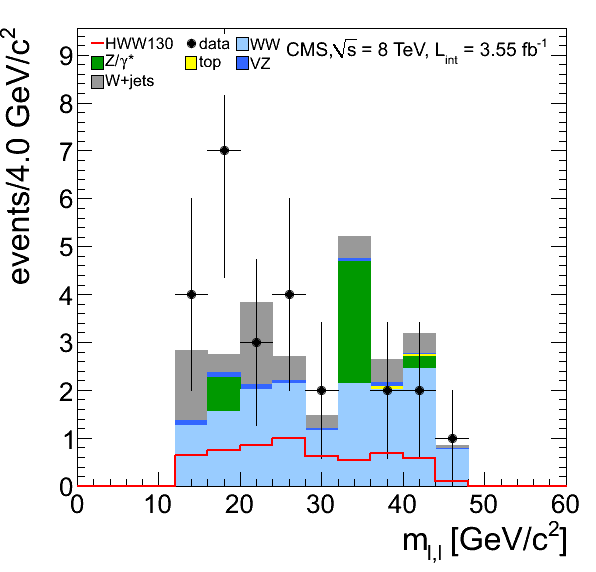 HWW130 data WW CMS,√s = 8 TeV, L_int = 3.55 fb⁻¹
Z/γ* top VZ
W+jets
events/4.0 GeV/c²
9
8
7
6
5
4
3
2
1
0
0 10 20 30 40 50 60
m_l,l [GeV/c²]